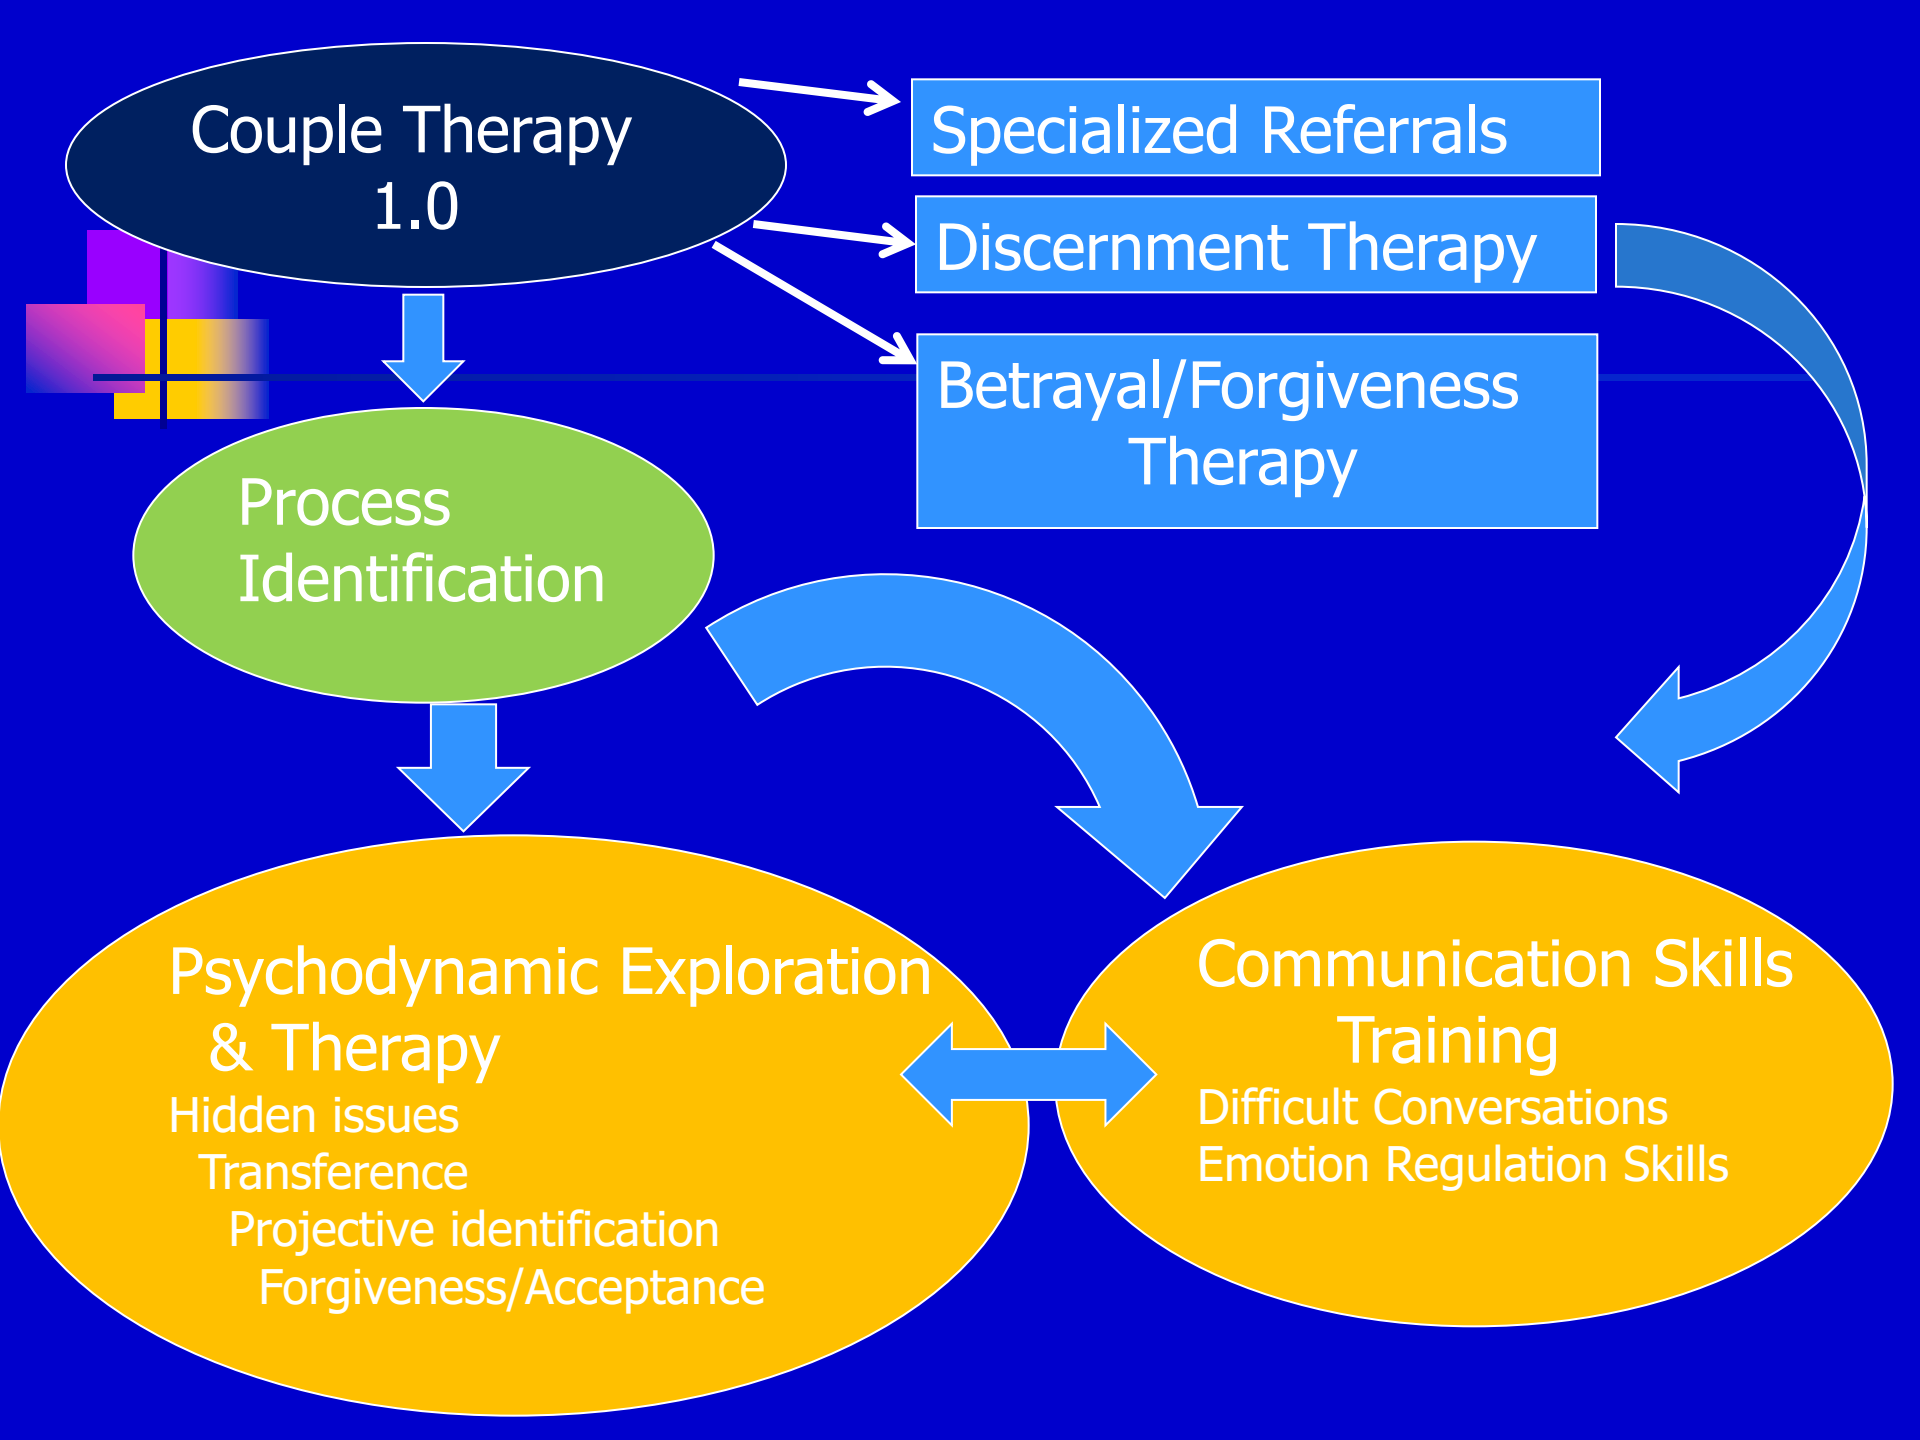 Couple Therapy
1.0
Specialized Referrals
Discernment Therapy
Betrayal/Forgiveness
Therapy
Process
Identification
Psychodynamic Exploration
& Therapy
Hidden issues
Transference
Projective identification
Forgiveness/Acceptance
Communication Skills
Training
Difficult Conversations
Emotion Regulation Skills